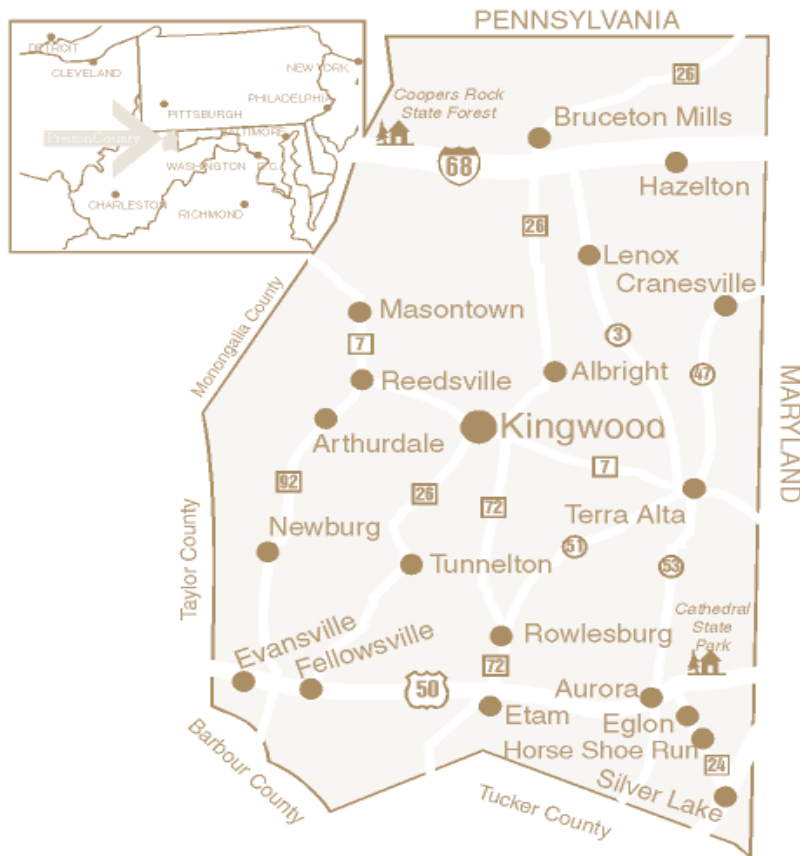 PENNSYLVANIA
DETROIT
CLEVELAND
NEW YORK
PHILADELPHIA
PITTSBURGH
BALTIMORE
PrestonCounty
WASHINGTON D.C.
CHARLESTON
RICHMOND
26
Coopers Rock
State Forest
Bruceton Mills
68
Hazelton
26
Lenox
Cranesville
Monongalia County
Masontown
3
7
Albright
47
Reedsville
MARYLAND
Kingwood
Arthurdale
7
92
26
72
Terra Alta
Newburg
51
Taylor County
Tunnelton
53
Cathedral
State
Park
Evansville
Fellowsville
Rowlesburg
72
50
Aurora
Etam
Eglon
Horse Shoe Run
24
Barbour County
Silver Lake
Tucker County